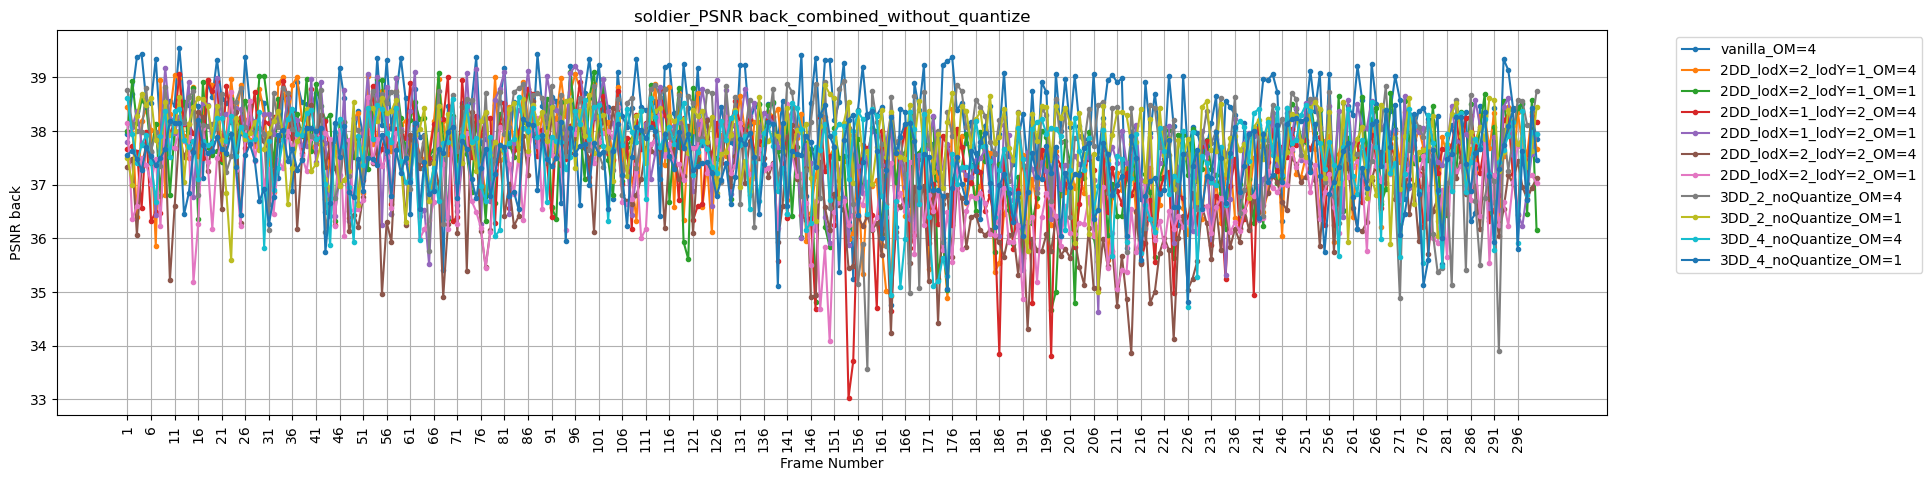 soldier_PSNR back_combined_without_quantize
PSNR back
39
38
37
36
35
34
33
1 6 11 16 21 26 31 36 41 46 51 56 61 66 71 76 81 86 91 96 101 106 111 116 121 126 131 136 141 146 151 156 161 166 171 176 181 186 191 196 201 206 211 216 221 226 231 236 241 246 251 256 261 266 271 276 281 286 291 296
Frame Number
vanilla_OM=4
2DD_lodX=2_lodY=1_OM=4
2DD_lodX=2_lodY=1_OM=1
2DD_lodX=1_lodY=2_OM=4
2DD_lodX=1_lodY=2_OM=1
2DD_lodX=2_lodY=2_OM=4
2DD_lodX=2_lodY=2_OM=1
3DD_2_noQuantize_OM=4
3DD_2_noQuantize_OM=1
3DD_4_noQuantize_OM=4
3DD_4_noQuantize_OM=1